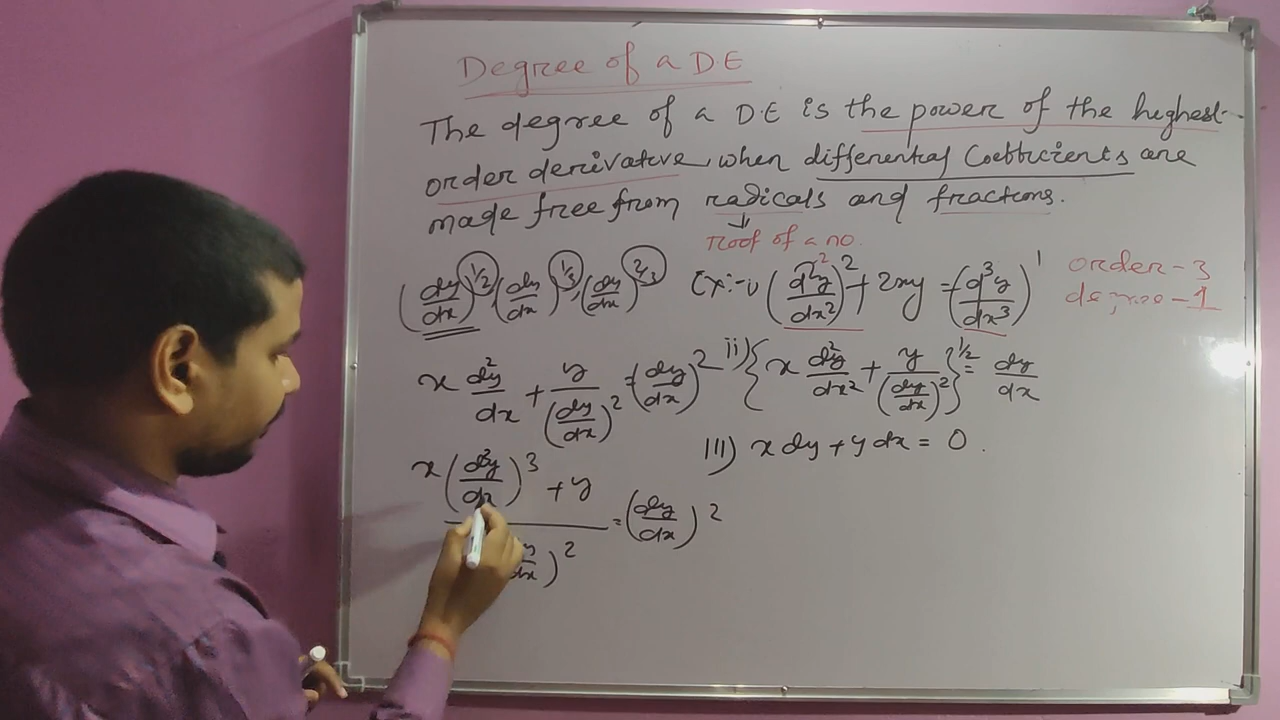 Degree of a DE
The degree of a D.E is the power of the highest
order derivative, when differential Coefficients are
made free from radicals and fractions.
↓
root of a no.
(dy/dx)^1/2, (dy/dx)^1/3, (dy/dx)^2/3
Ex:- i) (d²y/dx²)² + 2xy = (d³y/dx³)^1
order - 3
degree - 1
x d²y/dx + y/(dy/dx)² = (dy/dx)²
ii) {x d²y/dx² + y/(dy/dx)²}^1/2 = dy/dx
III) x dy + y dx = 0.
x (d²y/dx)³ + y = (dy/dx)²
)²